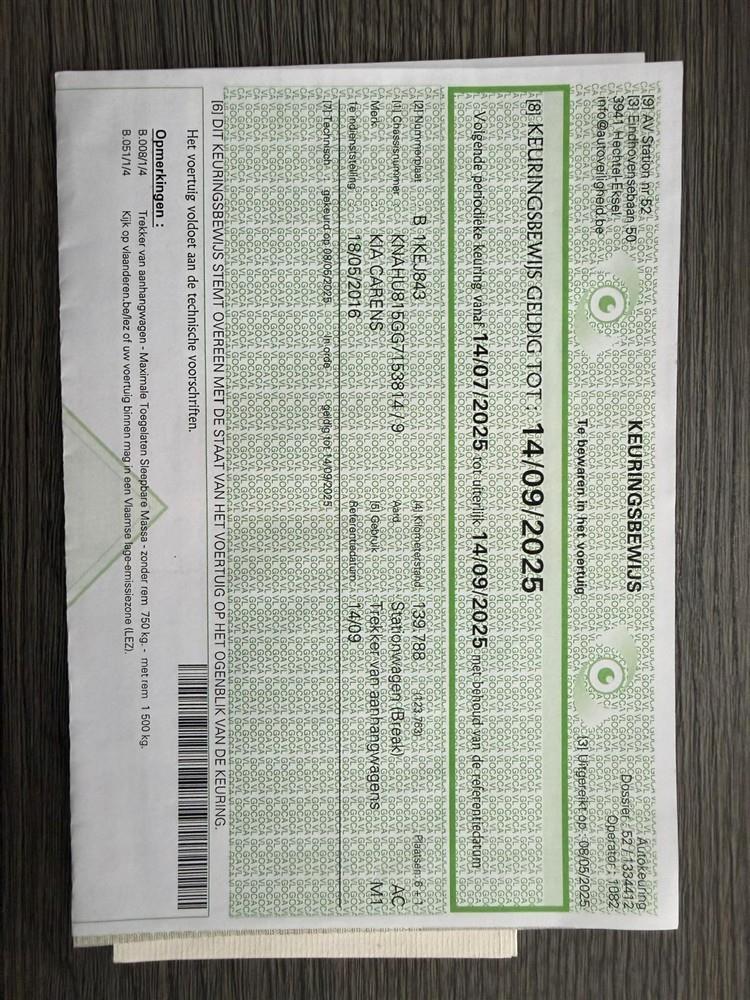 [9] AV Station nr 52
[3] Eindhovensebaan 50
3941 Hechtel-Eksel
info@autoveiligheid.be
KEURINGSBEWIJS
Te bewaren in het voertuig
Autokeuring
Dossier : 52 / 1334412
Operator : 1682
[3] Uitgereikt op : 08/05/2025
[8] KEURINGSBEWIJS GELDIG TOT : 14/09/2025
Volgende periodieke keuring vanaf 14/07/2025 tot uiterlijk 14/09/2025 met behoud van de referentiedatum
[2] Nummerplaat B 1KEJ843 [4] Kilometerstand: 139.788 (123.763) Plaatsen: 6 + 1
[1] Chassisnummer KNAHU815GG7153814 / 9 Aard Stationwagen (Break) AC
Merk KIA CARENS [5] Gebruik Trekker van aanhangwagens M1
1e indienststelling 18/05/2016 Referentiedatum: 14/09
[7] Technisch 1 gekeurd op 08/05/2025 In orde geldig tot 14/09/2025
[6] DIT KEURINGSBEWIJS STEMT OVEREEN MET DE STAAT VAN HET VOERTUIG OP HET OGENBLIK VAN DE KEURING.
Het voertuig voldoet aan de technische voorschriften.
Opmerkingen :
B.008/1/4 Trekker van aanhangwagen - Maximale Toegelaten Sleepbare Massa - zonder rem 750 kg. - met rem 1 500 kg.
B.051/1/4 Kijk op vlaanderen.be/lez of uw voertuig binnen mag in een Vlaamse lage-emissiezone (LEZ).